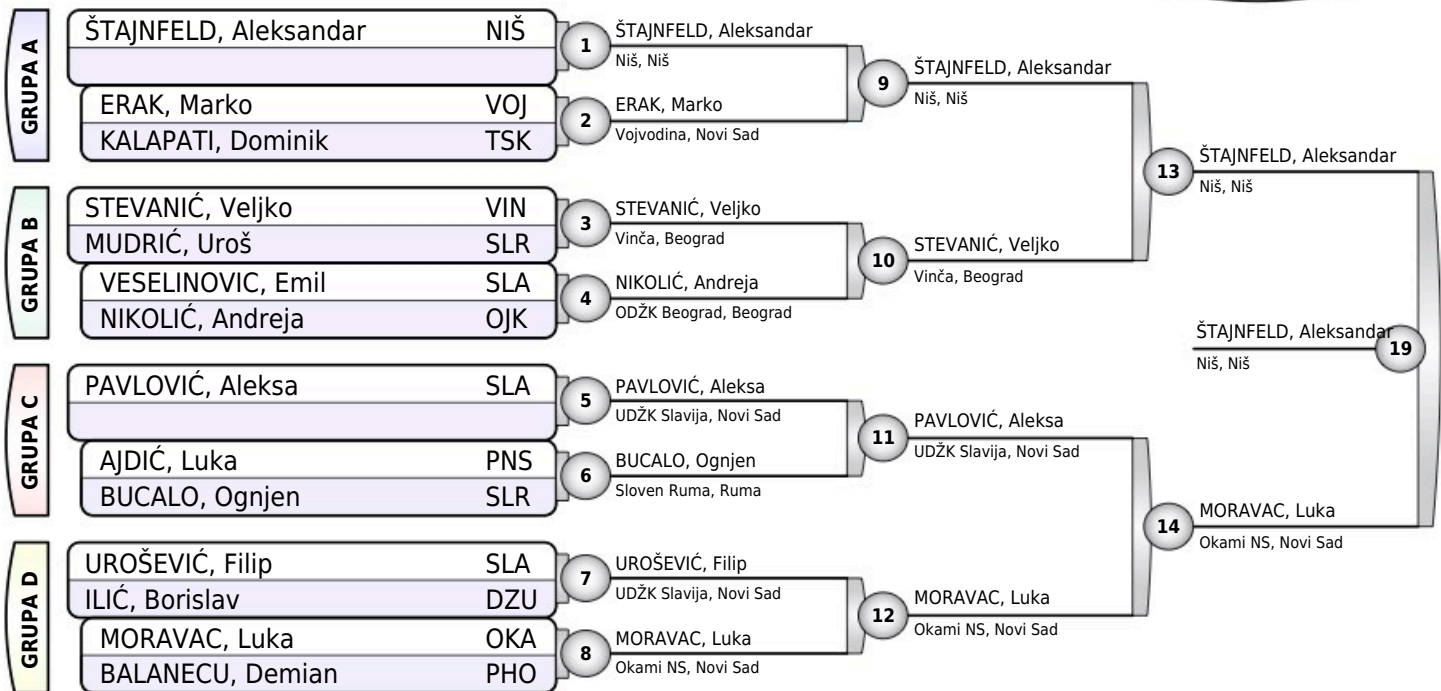 GRUPA A
ŠTAJNFELD, Aleksandar NIŠ
ERAK, Marko VOJ
KALAPATI, Dominik TSK
GRUPA B
STEVANIĆ, Veljko VIN
MUDRIĆ, Uroš SLR
VESELINOVIC, Emil SLA
NIKOLIĆ, Andreja OJK
GRUPA C
PAVLOVIĆ, Aleksa SLA
AJDIĆ, Luka PNS
BUCALO, Ognjen SLR
GRUPA D
UROŠEVIĆ, Filip SLA
ILIĆ, Borislav DZU
MORAVAC, Luka OKA
BALANECU, Demian PHO
1
ŠTAJNFELD, Aleksandar
Niš, Niš
2
ERAK, Marko
Vojvodina, Novi Sad
3
STEVANIĆ, Veljko
Vinča, Beograd
4
NIKOLIĆ, Andreja
ODŽK Beograd, Beograd
5
PAVLOVIĆ, Aleksa
UDŽK Slavija, Novi Sad
6
BUCALO, Ognjen
Sloven Ruma, Ruma
7
UROŠEVIĆ, Filip
UDŽK Slavija, Novi Sad
8
MORAVAC, Luka
Okami NS, Novi Sad
9
ŠTAJNFELD, Aleksandar
Niš, Niš
10
STEVANIĆ, Veljko
Vinča, Beograd
11
PAVLOVIĆ, Aleksa
UDŽK Slavija, Novi Sad
12
MORAVAC, Luka
Okami NS, Novi Sad
13
ŠTAJNFELD, Aleksandar
Niš, Niš
14
MORAVAC, Luka
Okami NS, Novi Sad
ŠTAJNFELD, Aleksandar
19
Niš, Niš